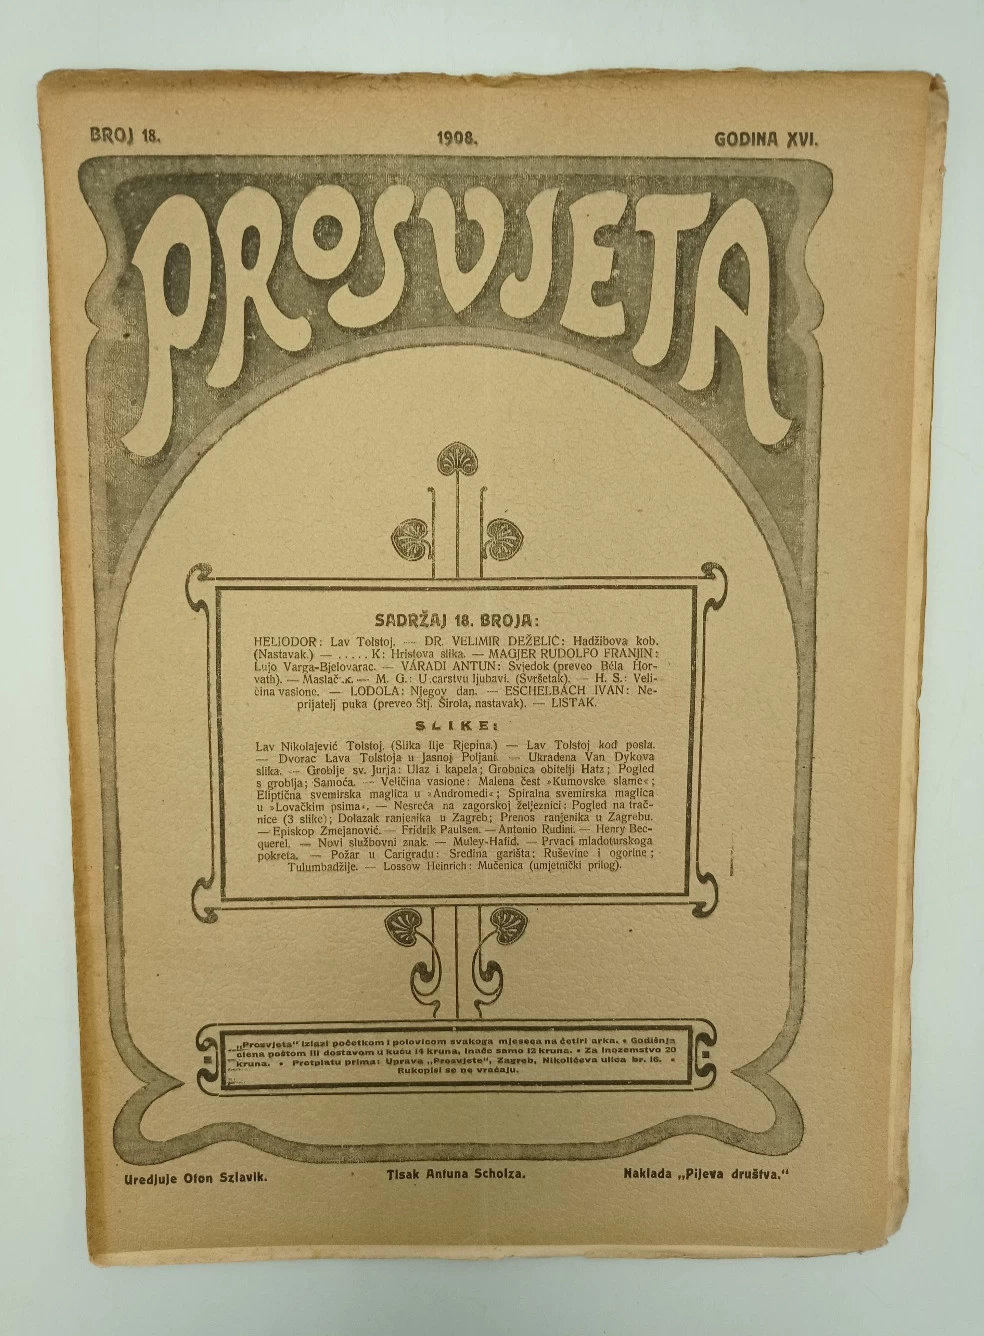 BROJ 18.
1908.
GODINA XVI.
PROSVJETA
SADRŽAJ 18. BROJA:
HELIODOR: Lav Tolstoj. — DR. VELIMIR DEŽELIĆ: Hadžibova kob.
(Nastavak.) — ..... K: Hristova slika. — MAGJER RUDOLFO FRANJIN:
Lujo Varga-Bjelovarac. — VÁRADI ANTUN: Svjedok (preveo Béla Hor-
vath). — — M. G.: U carstvu ljubavi. (Svršetak). — H. S.: Veli-
čina vasione. — LODOLA: Njegov dan. — ESCHELBACH IVAN: Ne-
prijatelj puka (preveo Stj. Širola, nastavak). — LISTAK.
SLIKE:
Lav Nikolajević Tolstoj. (Slika Ilje Rjepina.) — Lav Tolstoj kod posla.
— Dvorac Lava Tolstoja u Jasnoj Poljani. — Ukradena Van Dykova
slika. — Groblje sv. Jurja: Ulaz i kapela; Grobnica obitelji Hatz; Pogled
s groblja; Samoća. — Veličina vasione: Malena čest »Kumovske slame«;
Eliptična svemirska maglica u »Andromedi«; Spiralna svemirska maglica
u »Lovačkim psima«. — Nesreća na zagorskoj željeznici: Pogled na trač-
nice (3 slike); Dolazak ranjenika u Zagreb; Prenos ranjenika u Zagrebu.
— Episkop Zmejanović. — Fridrik Paulsen. — Antonio Rudini. — Henry Bec-
querel. — Novi službovni znak. — Muley-Hafid. — Prvaci mladoturskoga
pokreta. — Požar u Carigradu: Sredina garišta; Ruševine i ogorine;
Tulumbadžije. — Lossow Heinrich: Mučenica (umjetnički prilog).
„Prosvjeta" izlazi početkom i polovicom svakoga mjeseca na četiri arka. • Godišnja
ciena poštom ili dostavom u kuću 14 kruna, inače samo 12 kruna. • Za inozemstvo 20
kruna. • Pretplatu prima: Uprava „Prosvjete", Zagreb, Nikolićeva ulica br. 16. •
Rukopisi se ne vraćaju.
Uredjuje Oton Szlavik.
Tisak Antuna Scholza.
Naklada „Pijeva društva."